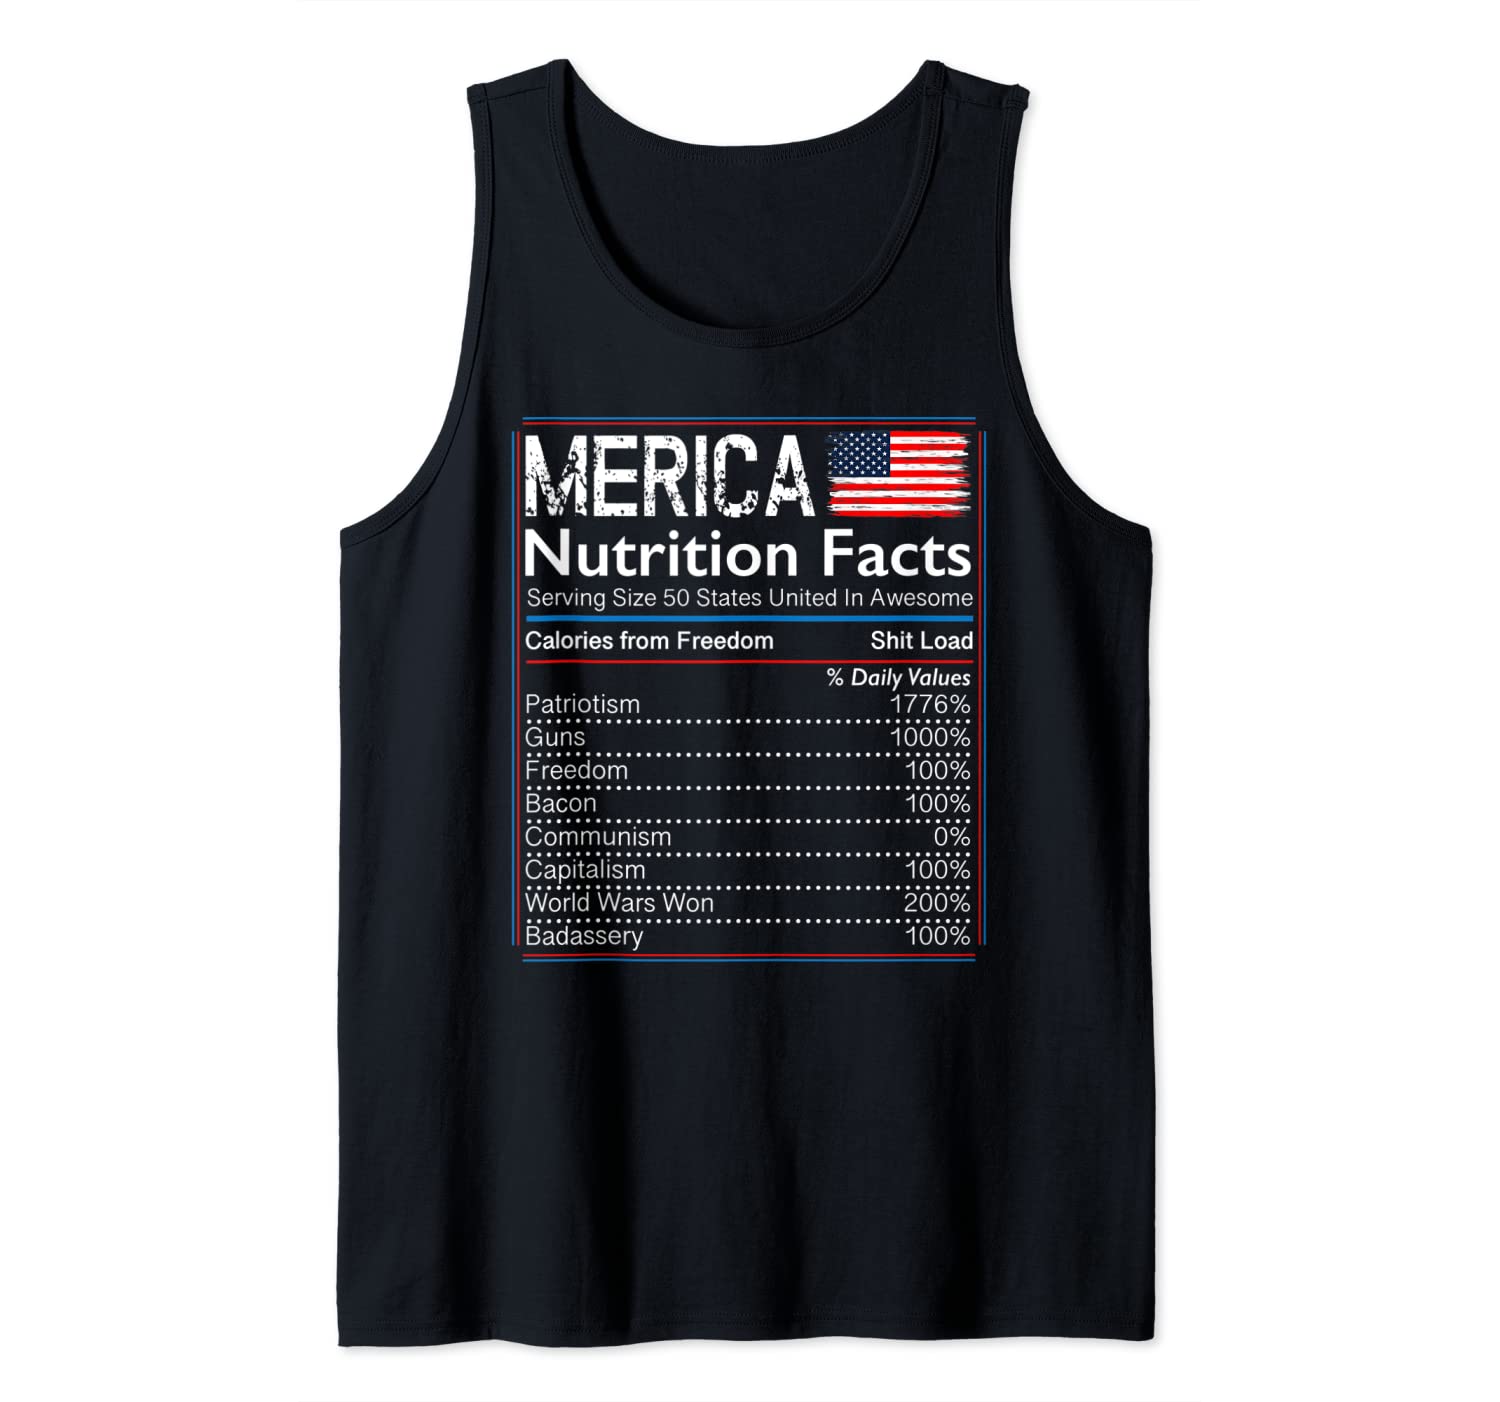 MERICA
Nutrition Facts
Serving Size 50 States United In Awesome
Calories from Freedom Shit Load
% Daily Values
Patriotism 1776%
Guns 1000%
Freedom 100%
Bacon 100%
Communism 0%
Capitalism 100%
World Wars Won 200%
Badassery 100%